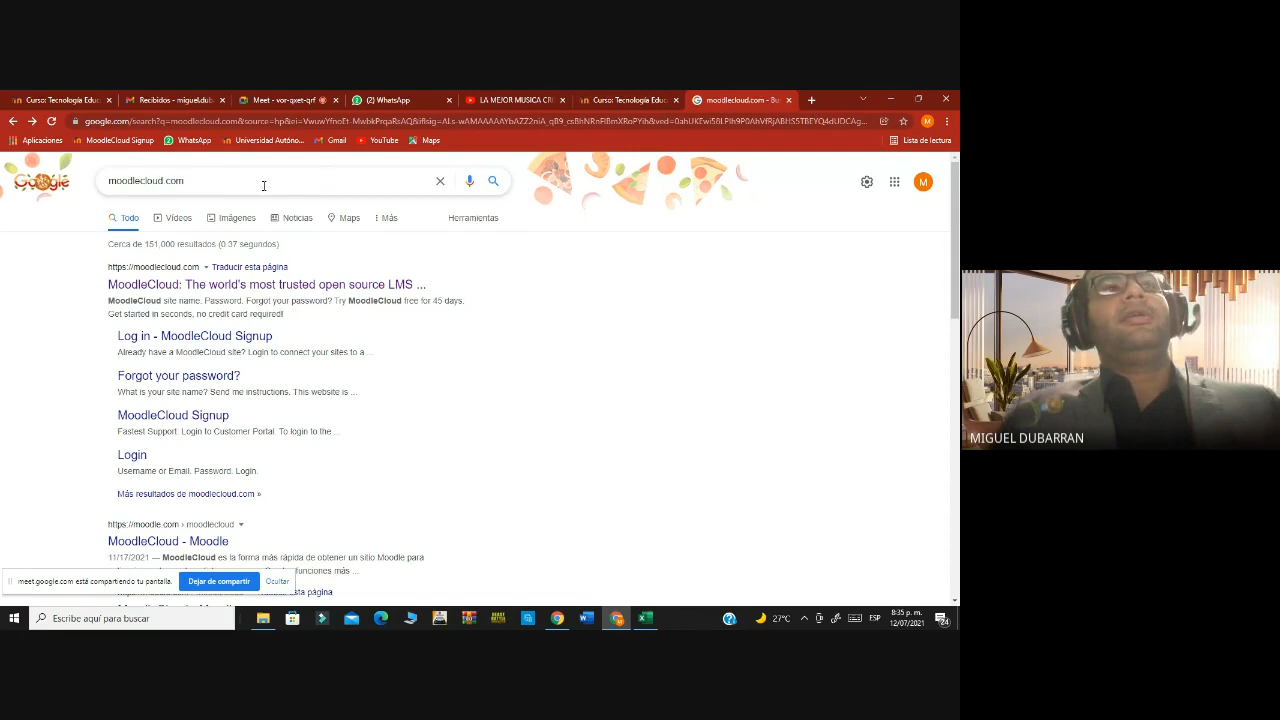 Curso: Tecnología Educ
Recibidos - miguel.dub
Meet - vor-qxet-qrf
(2) WhatsApp
LA MEJOR MUSICA CRI
Curso: Tecnología Educ
moodlecloud.com - Bus
Aplicaciones
MoodleCloud Signup
WhatsApp
Universidad Autóno...
Gmail
YouTube
Maps
Lista de lectura
Google
moodlecloud.com
M
Todo
Vídeos
Imágenes
Noticias
Maps
Más
Herramientas
Cerca de 151,000 resultados (0.37 segundos)
https://moodlecloud.com
Traducir esta página
MoodleCloud: The world's most trusted open source LMS ...
MoodleCloud site name. Password. Forgot your password? Try MoodleCloud free for 45 days.
Get started in seconds, no credit card required!
Log in - MoodleCloud Signup
Already have a MoodleCloud site? Login to connect your sites to a ...
Forgot your password?
What is your site name? Send me instructions. This website is ...
MoodleCloud Signup
Fastest Support. Login to Customer Portal. To login to the ...
Login
Username or Email. Password. Login.
Más resultados de moodlecloud.com »
https://moodle.com › moodlecloud
MoodleCloud - Moodle
11/17/2021 — MoodleCloud es la forma más rápida de obtener un sitio Moodle para
funciones más ...
esta página
meet.google.com está compartiendo tu pantalla.
Dejar de compartir
Ocultar
MIGUEL DUBARRAN
Escribe aquí para buscar
27°C
ESP
8:35 p. m.
12/07/2021
24